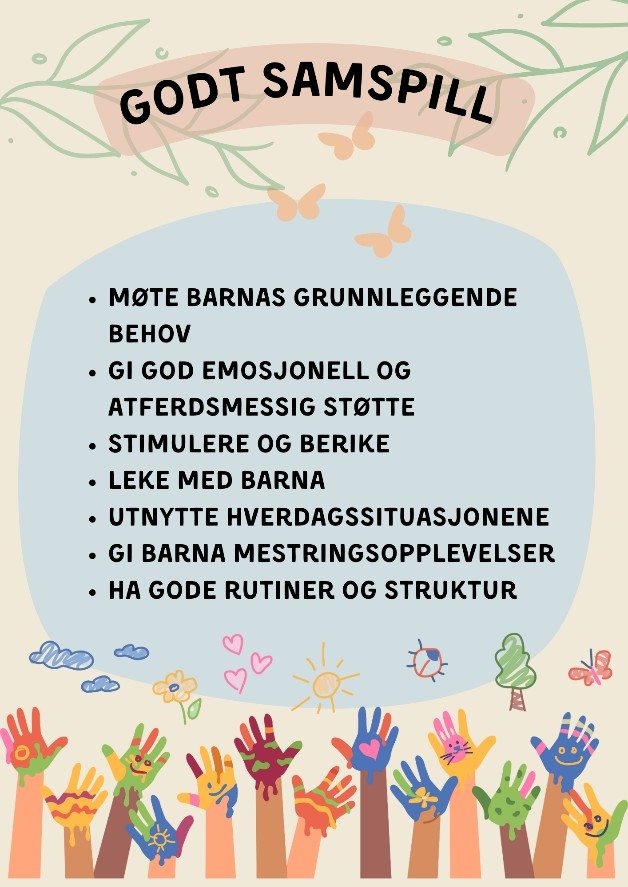 GODT SAMSPILL
• MØTE BARNAS GRUNNLEGGENDE
BEHOV
• GI GOD EMOSJONELL OG
ATFERDSMESSIG STØTTE
• STIMULERE OG BERIKE
• LEKE MED BARNA
• UTNYTTE HVERDAGSSITUASJONENE
• GI BARNA MESTRINGSOPPLEVELSER
• HA GODE RUTINER OG STRUKTUR